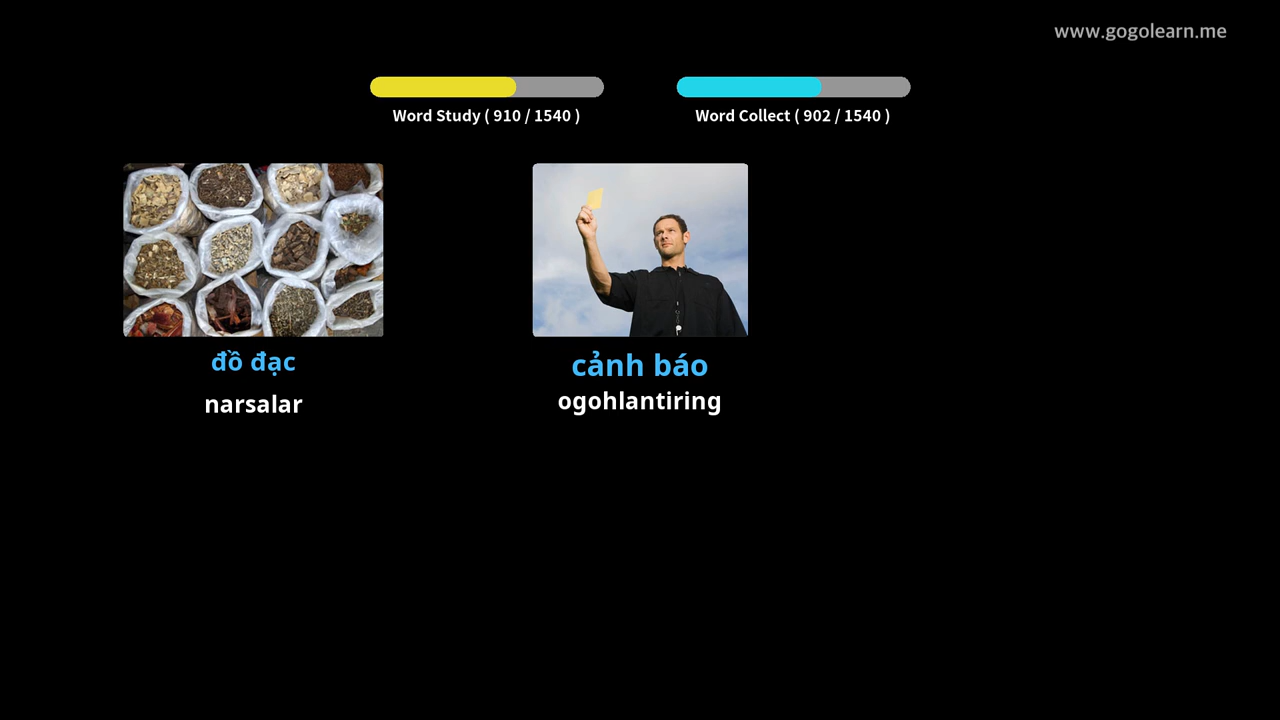 www.gogolearn.me
Word Study ( 910 / 1540 )
Word Collect ( 902 / 1540 )
đồ đạc
narsalar
cảnh báo
ogohlantiring